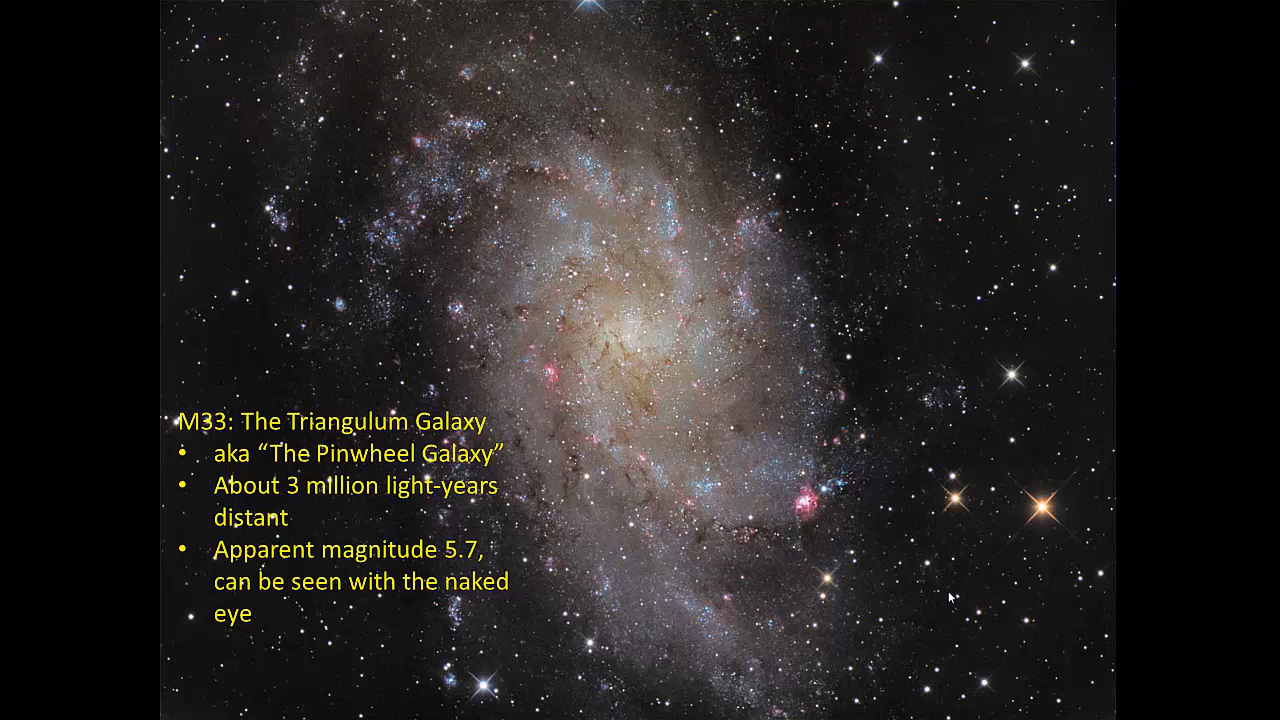 M33: The Triangulum Galaxy
• aka “The Pinwheel Galaxy”
• About 3 million light-years
distant
• Apparent magnitude 5.7,
can be seen with the naked
eye